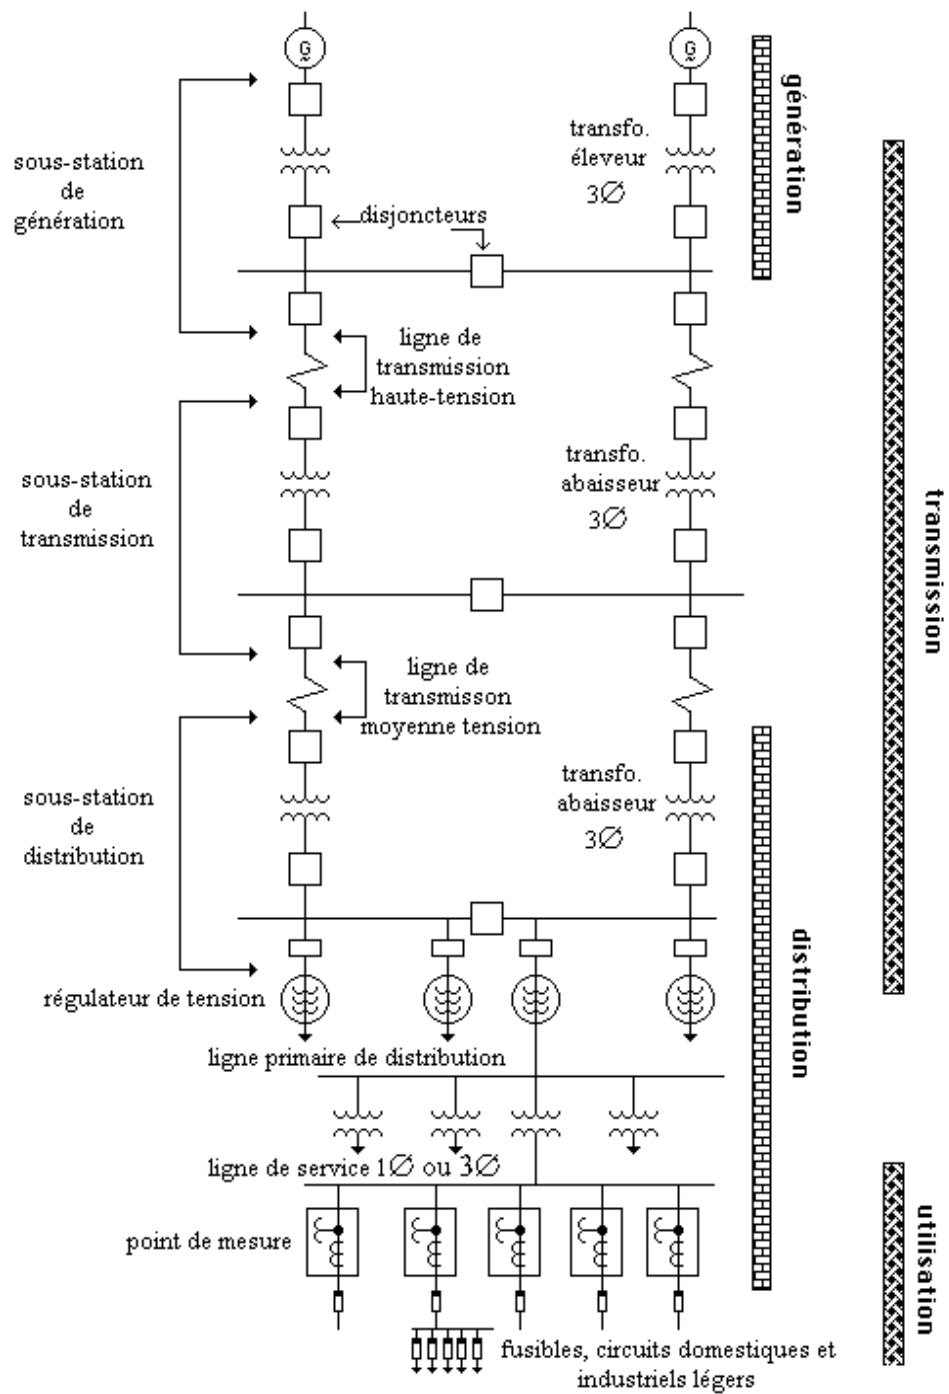 G
G
génération
sous-station
de
génération
transfo.
éleveur
3∅
disjoncteurs
ligne de
transmission
haute-tension
sous-station
de
transmission
transfo.
abaisseur
3∅
transmission
ligne de
transmisson
moyenne tension
sous-station
de
distribution
transfo.
abaisseur
3∅
distribution
régulateur de tension
ligne primaire de distribution
ligne de service 1∅ ou 3∅
point de mesure
utilisation
fusibles, circuits domestiques et
industriels légers